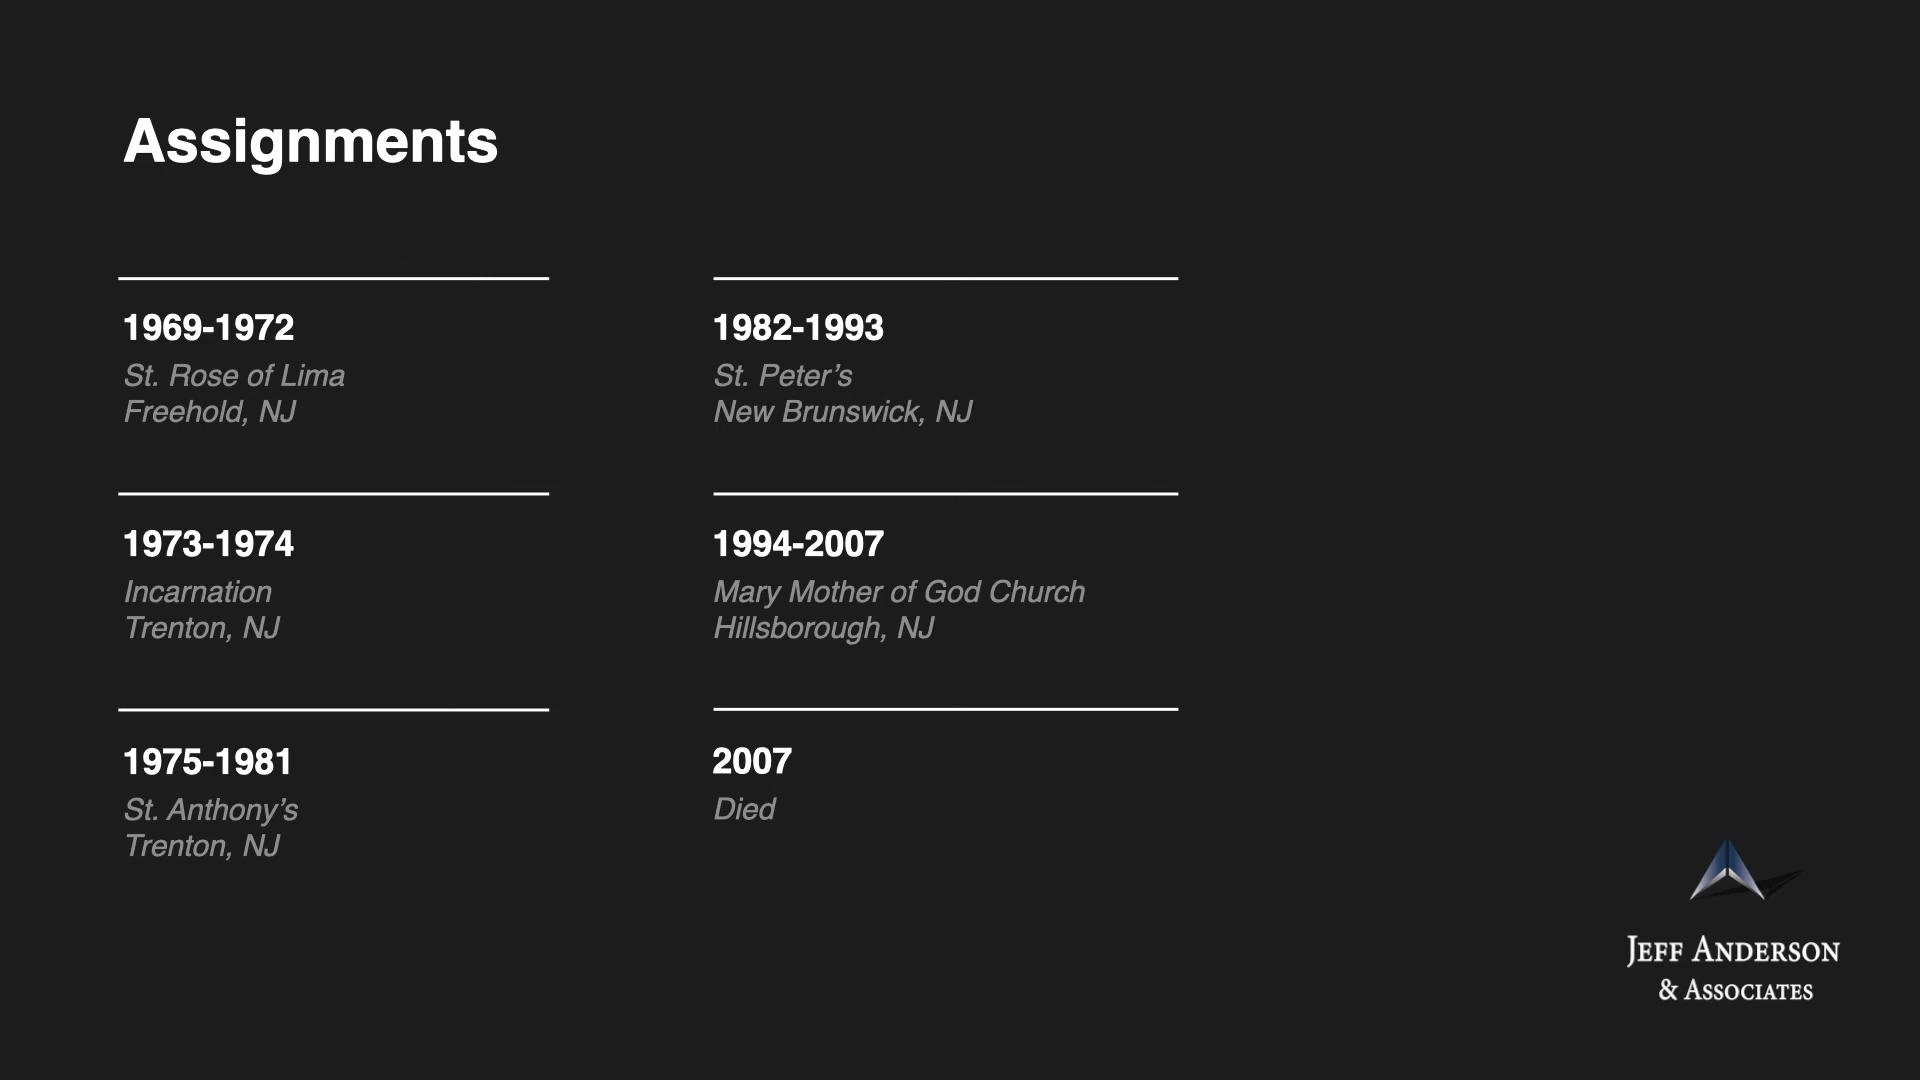 Assignments
1969-1972
St. Rose of Lima
Freehold, NJ
1973-1974
Incarnation
Trenton, NJ
1975-1981
St. Anthony’s
Trenton, NJ
1982-1993
St. Peter’s
New Brunswick, NJ
1994-2007
Mary Mother of God Church
Hillsborough, NJ
2007
Died
JEFF ANDERSON
& ASSOCIATES